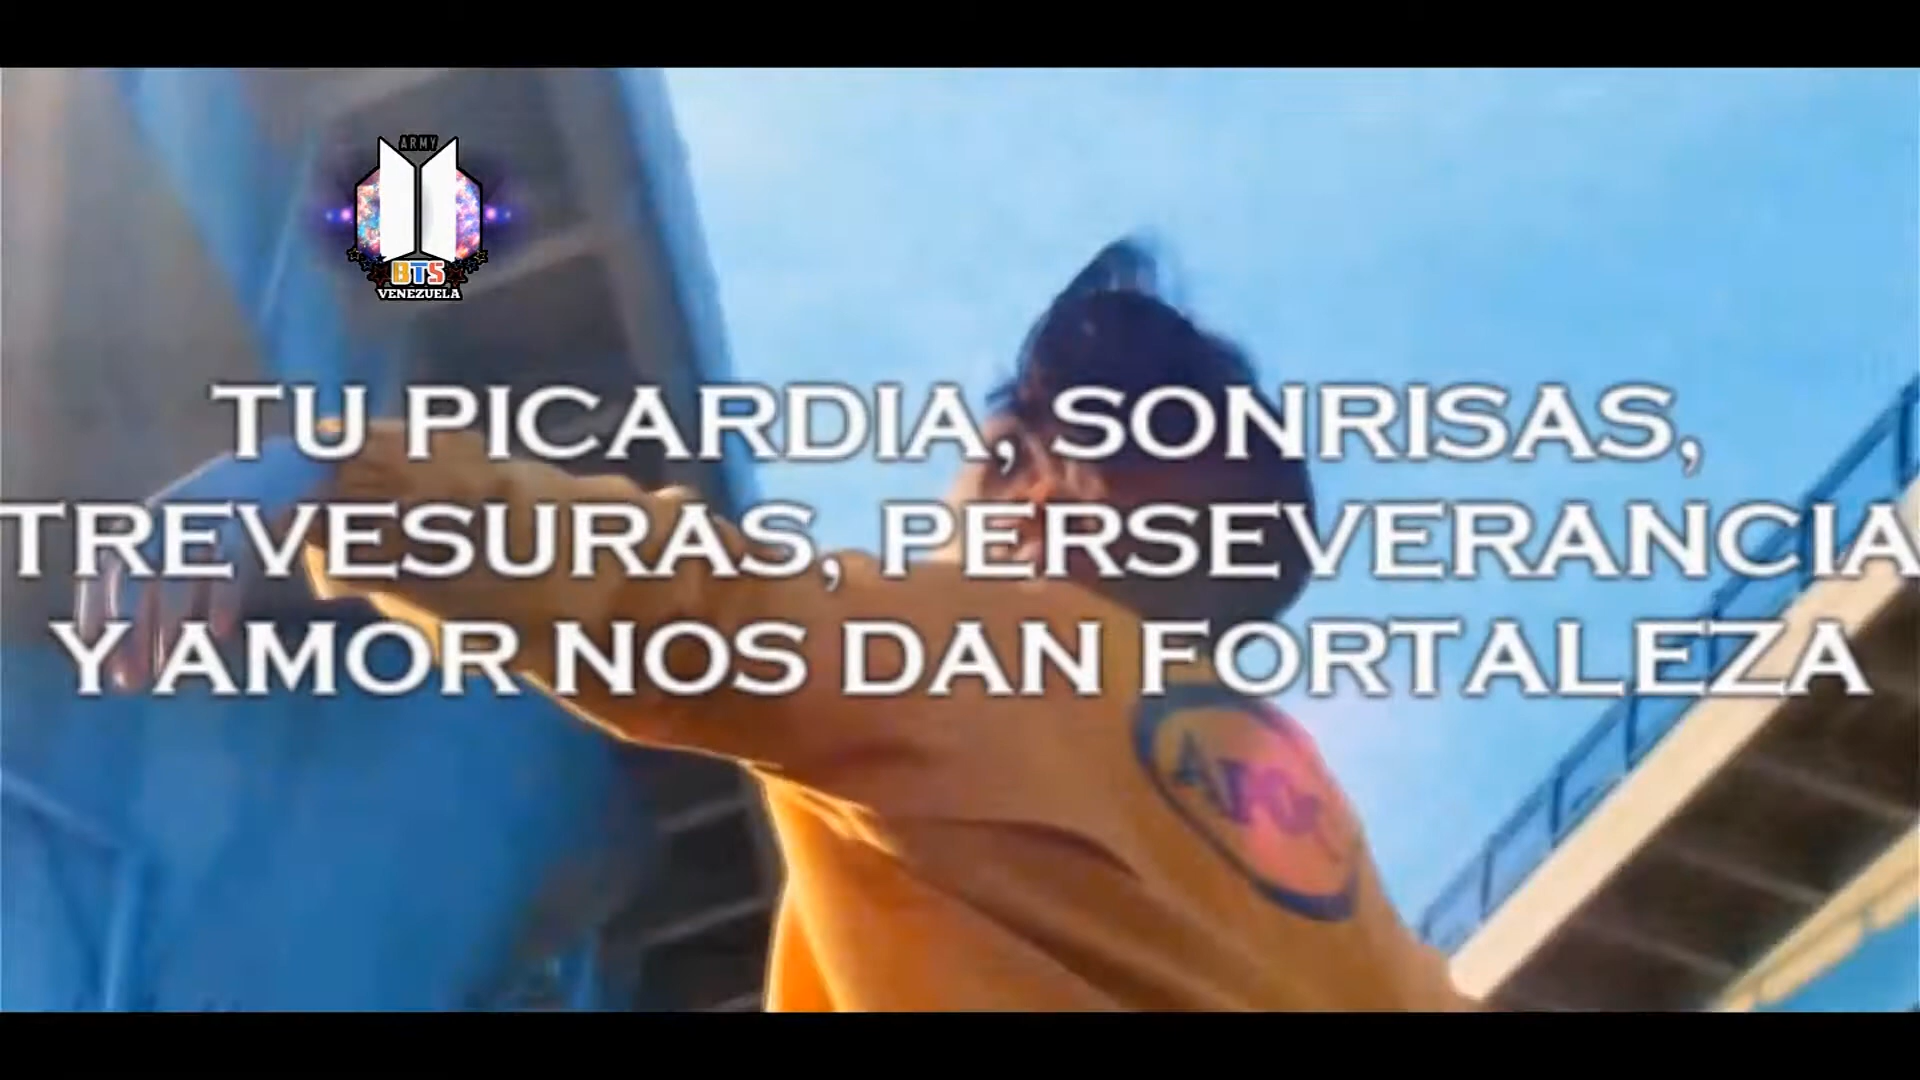 ARMY
BTS
VENEZUELA
TU PICARDIA, SONRISAS,
TREVESURAS, PERSEVERANCIA
Y AMOR NOS DAN FORTALEZA